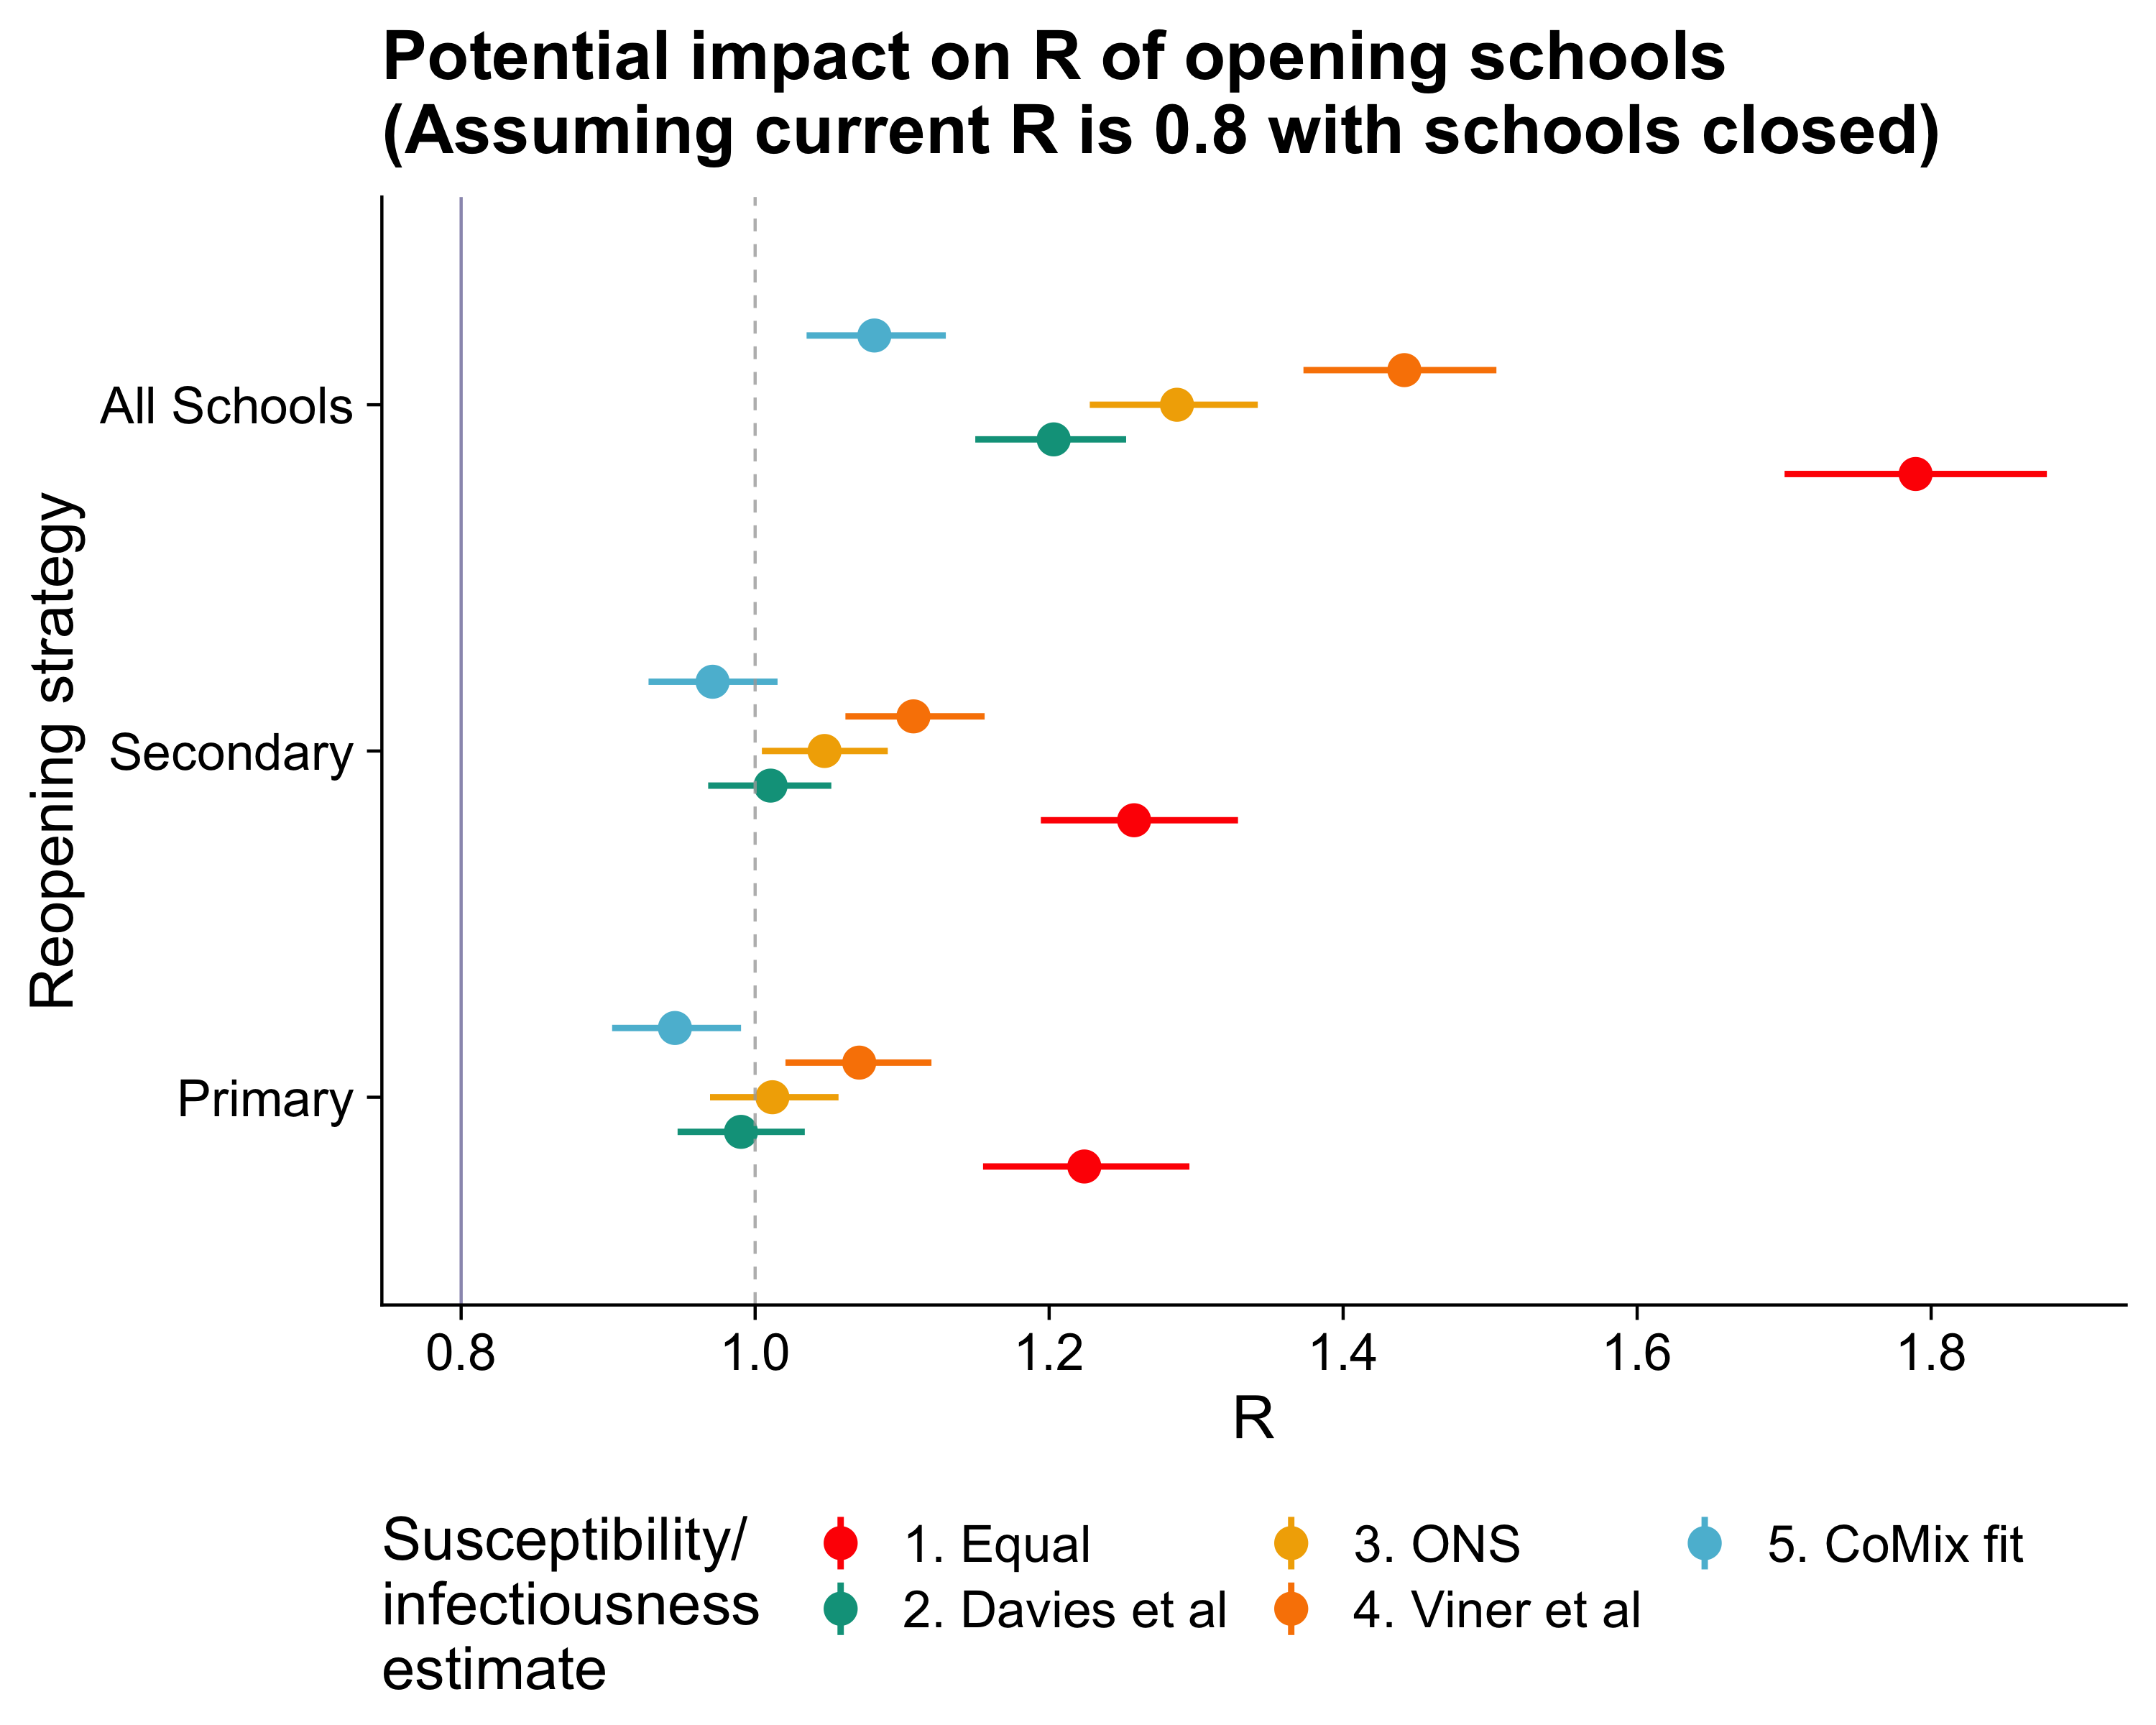 Potential impact on R of opening schools
(Assuming current R is 0.8 with schools closed)
Reopening strategy
All Schools
Secondary
Primary
0.8 1.0 1.2 1.4 1.6 1.8
R
Susceptibility/
infectiousness
estimate
1. Equal
2. Davies et al
3. ONS
4. Viner et al
5. CoMix fit